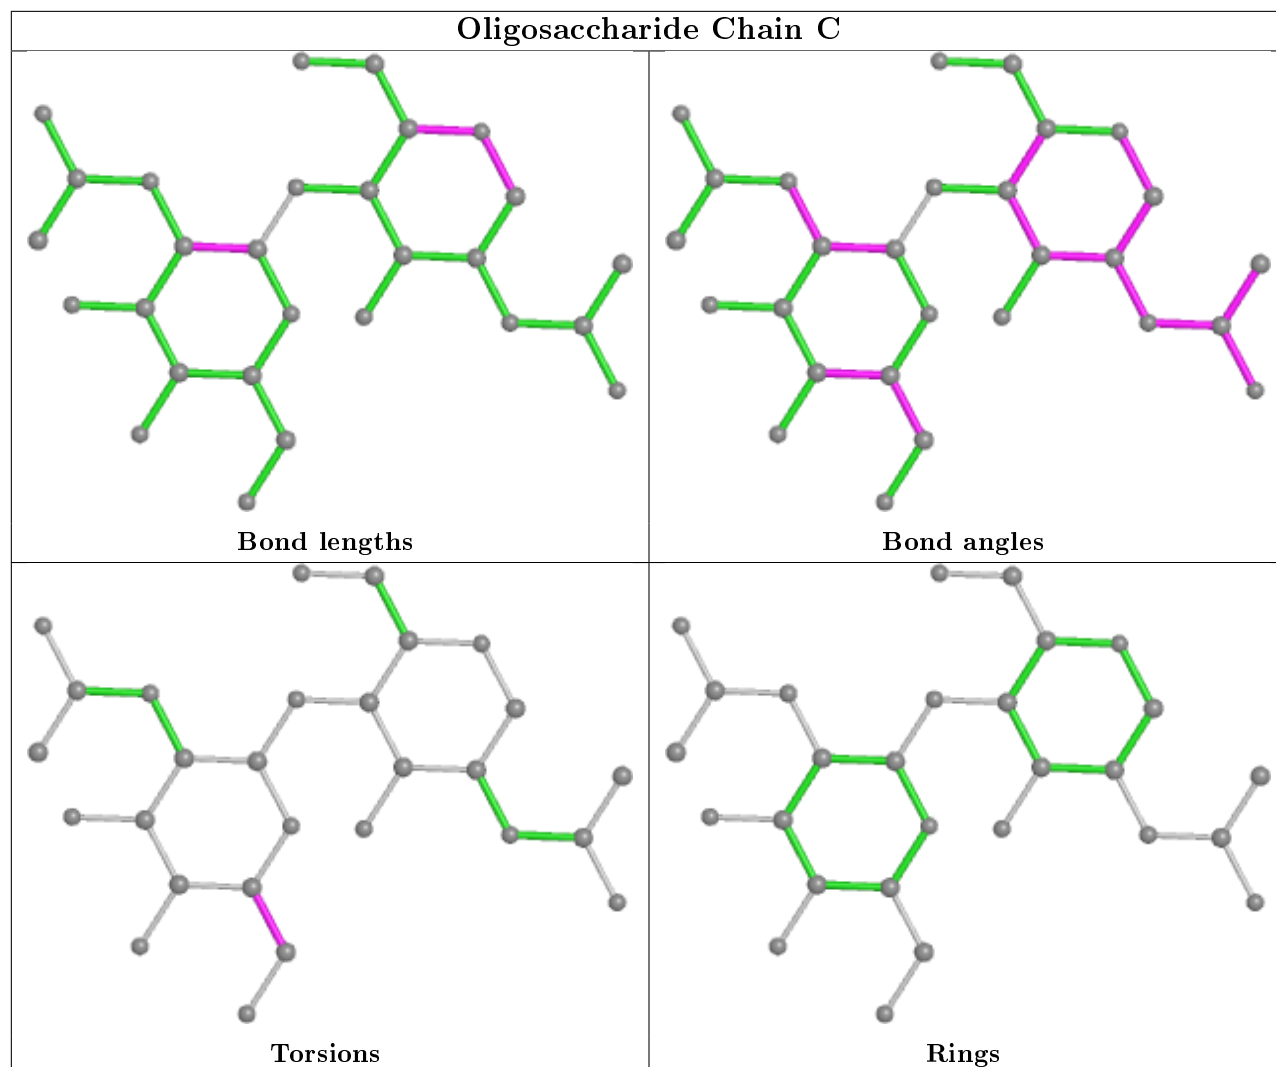 Oligosaccharide Chain C
Bond lengths
Bond angles
Torsions
Rings